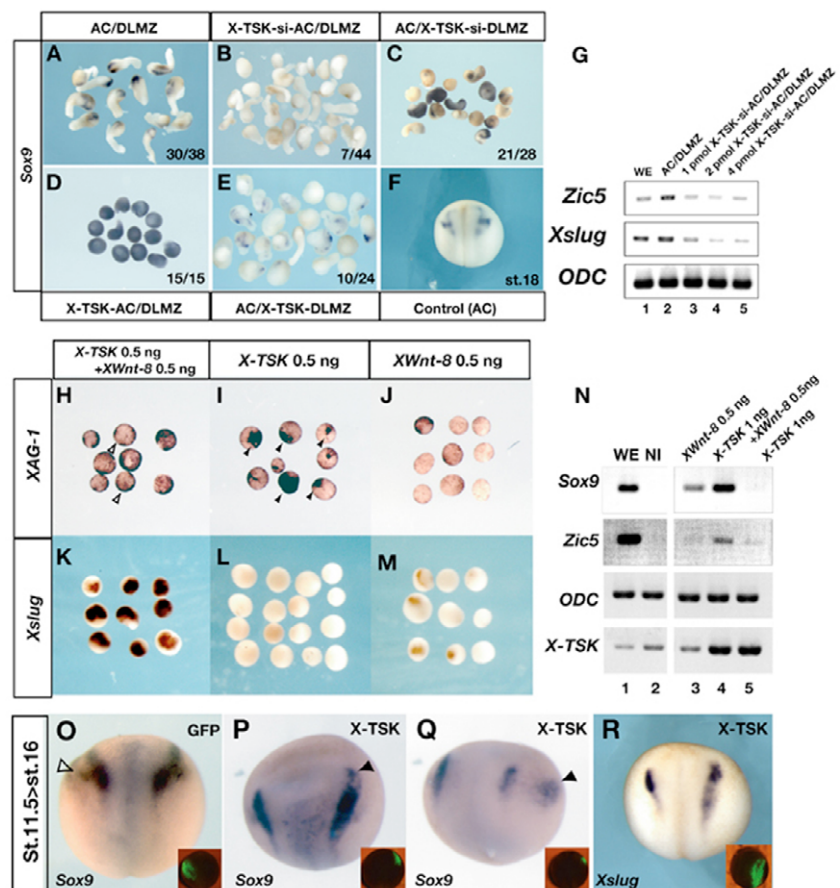 AC/DLMZ
X-TSK-si-AC/DLMZ
AC/X-TSK-si-DLMZ
Sox9
A
30/38
B
7/44
C
21/28
D
15/15
E
10/24
F
st.18
X-TSK-AC/DLMZ
AC/X-TSK-DLMZ
Control (AC)
G
WE
AC/DLMZ
1 pmol X-TSK-si-AC/DLMZ
2 pmol X-TSK-si-AC/DLMZ
4 pmol X-TSK-si-AC/DLMZ
Zic5
Xslug
ODC
1 2 3 4 5
X-TSK 0.5 ng
+XWnt-8 0.5 ng
X-TSK 0.5 ng
XWnt-8 0.5 ng
XAG-1
H
I
J
Xslug
K
L
M
N
WE NI
XWnt-8 0.5 ng
X-TSK 1 ng
+XWnt-8 0.5ng
X-TSK 1ng
Sox9
Zic5
ODC
X-TSK
1 2 3 4 5
St.11.5>st.16
O
GFP
Sox9
P
X-TSK
Sox9
Q
X-TSK
Sox9
R
X-TSK
Xslug